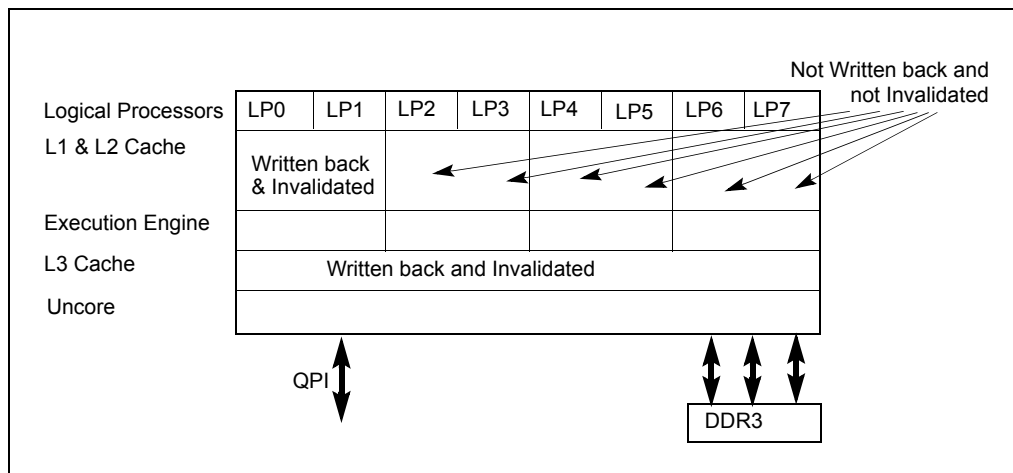 Not Written back and
not Invalidated
Logical Processors LP0 LP1 LP2 LP3 LP4 LP5 LP6 LP7
L1 & L2 Cache
Written back
& Invalidated
Execution Engine
L3 Cache Written back and Invalidated
Uncore
QPI
DDR3